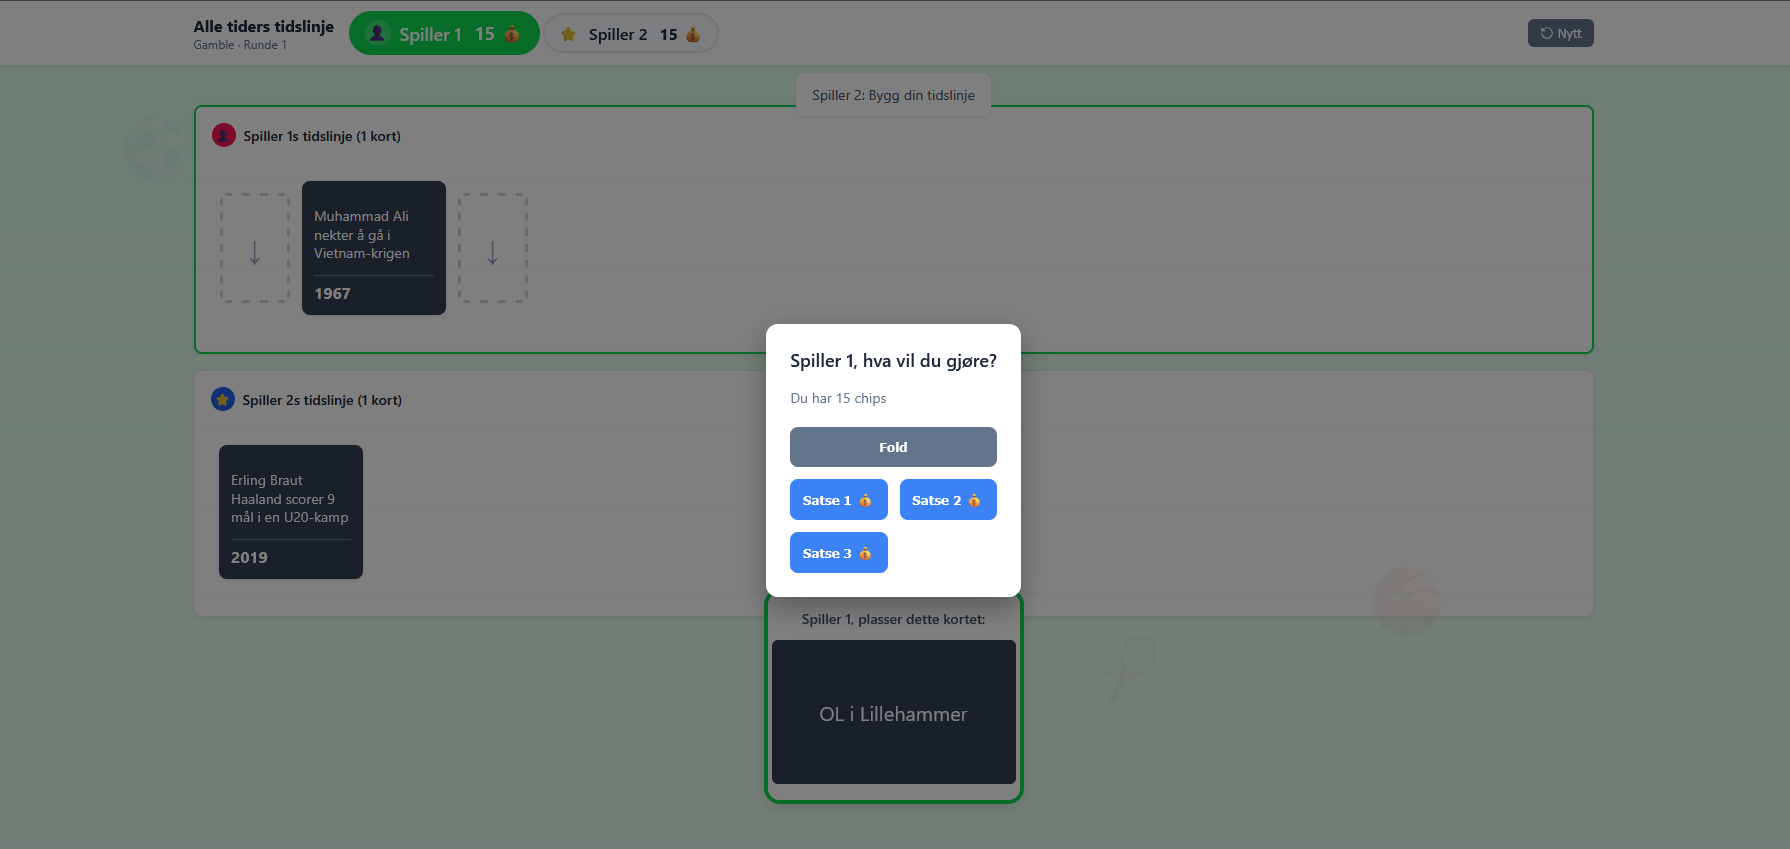 Alle tiders tidslinje
Gamble · Runde 1
Spiller 1 15
Spiller 2 15
Nytt
Spiller 2: Bygg din tidslinje
Spiller 1s tidslinje (1 kort)
↓
Muhammad Ali
nekter å gå i
Vietnam-krigen
1967
↓
Spiller 2s tidslinje (1 kort)
Erling Braut
Haaland scorer 9
mål i en U20-kamp
2019
Spiller 1, hva vil du gjøre?
Du har 15 chips
Fold
Satse 1
Satse 2
Satse 3
Spiller 1, plasser dette kortet:
OL i Lillehammer